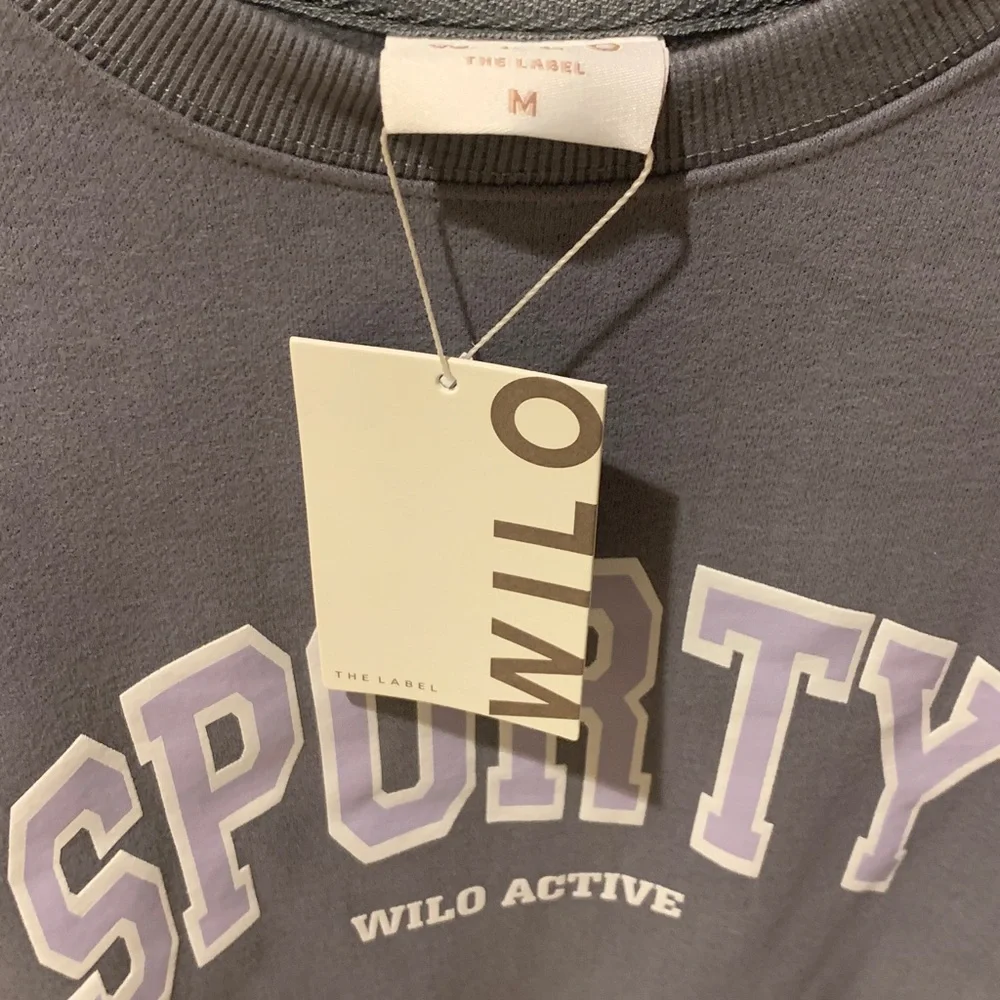 THE LABEL
M
WILO
THE LABEL
SPORTY
WILO ACTIVE